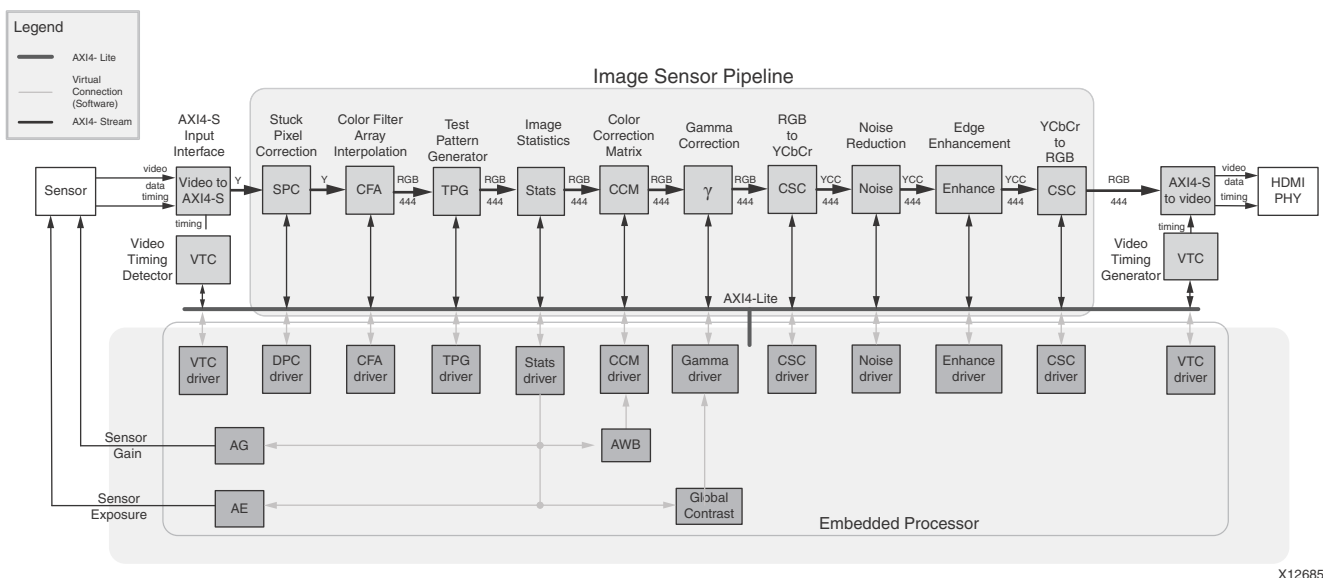 Legend
AXI4- Lite
Virtual
Connection
(Software)
AXI4- Stream
Image Sensor Pipeline
AXI4-S
Input
Interface
Stuck
Pixel
Correction
Color Filter
Array
Interpolation
Test
Pattern
Generator
Image
Statistics
Color
Correction
Matrix
Gamma
Correction
RGB
to
YCbCr
Noise
Reduction
Edge
Enhancement
YCbCr
to
RGB
Sensor
video
data
timing
Video to
AXI4-S
Y
SPC
Y
CFA
RGB
444
TPG
RGB
444
Stats
RGB
444
CCM
RGB
444
γ
RGB
444
CSC
YCC
444
Noise
YCC
444
Enhance
YCC
444
CSC
RGB
444
AXI4-S
to video
video
data
timing
HDMI
PHY
timing
Video
Timing
Detector
VTC
timing
Video
Timing
Generator
VTC
AXI4-Lite
VTC
driver
DPC
driver
CFA
driver
TPG
driver
Stats
driver
CCM
driver
Gamma
driver
CSC
driver
Noise
driver
Enhance
driver
CSC
driver
VTC
driver
Sensor
Gain
AG
AWB
Sensor
Exposure
AE
Global
Contrast
Embedded Processor
X12685